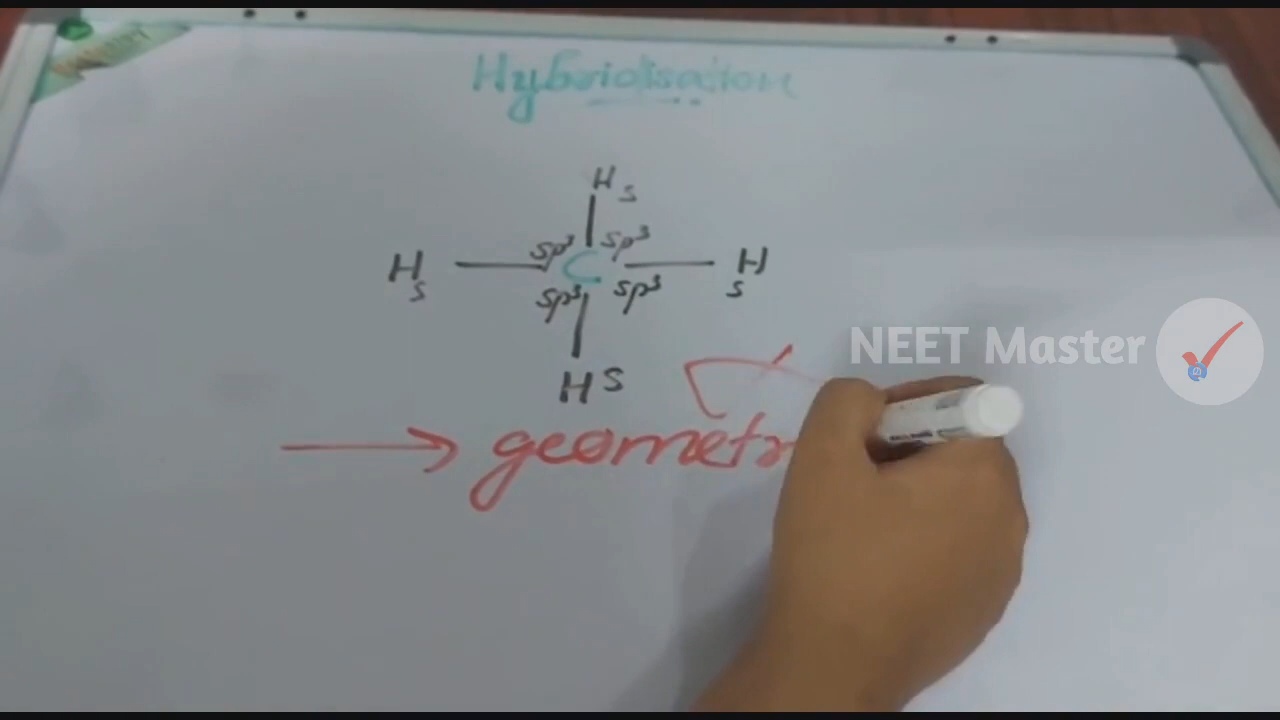 Hybridisation
H s
sp³ sp³
H s C H s
sp³ sp³
H s
NEET Master
→ geometr